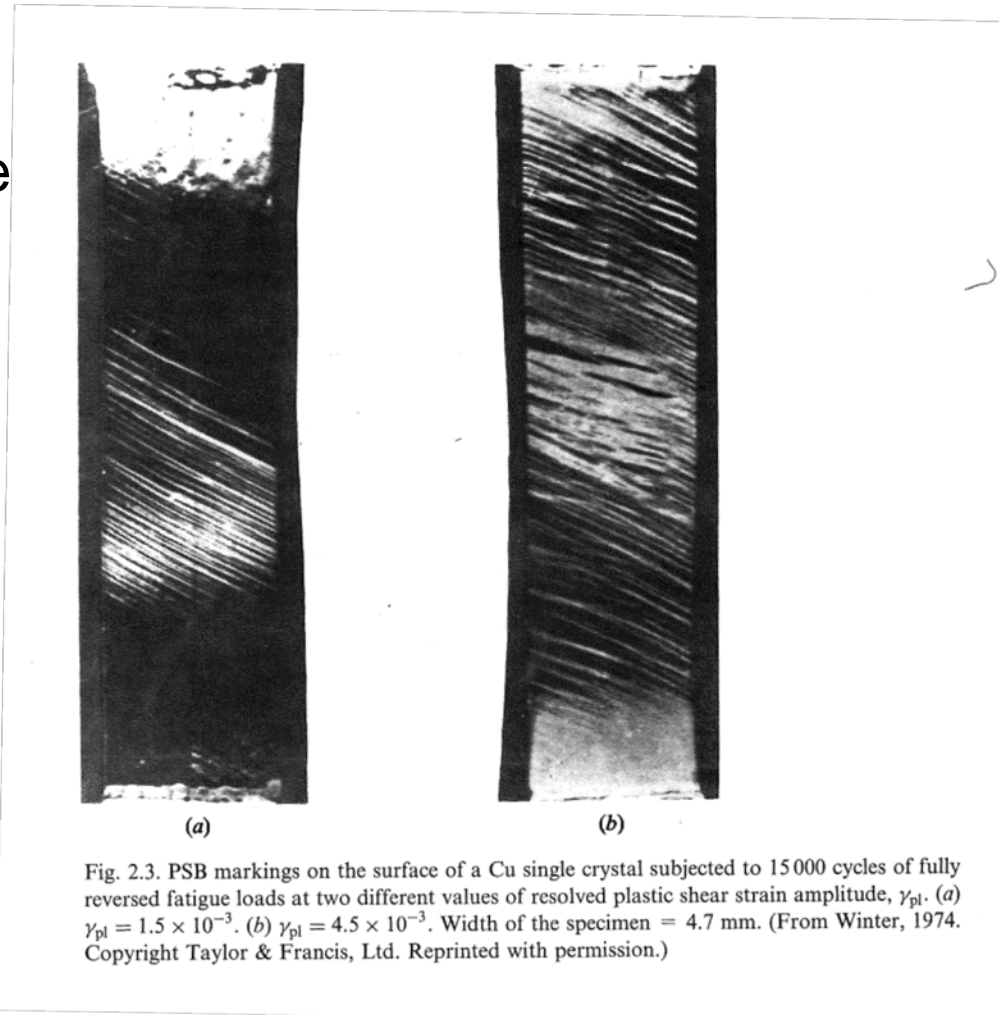 e
(a)
(b)
Fig. 2.3. PSB markings on the surface of a Cu single crystal subjected to 15 000 cycles of fully
reversed fatigue loads at two different values of resolved plastic shear strain amplitude, γpl. (a)
γpl = 1.5 × 10⁻³. (b) γpl = 4.5 × 10⁻³. Width of the specimen = 4.7 mm. (From Winter, 1974.
Copyright Taylor & Francis, Ltd. Reprinted with permission.)